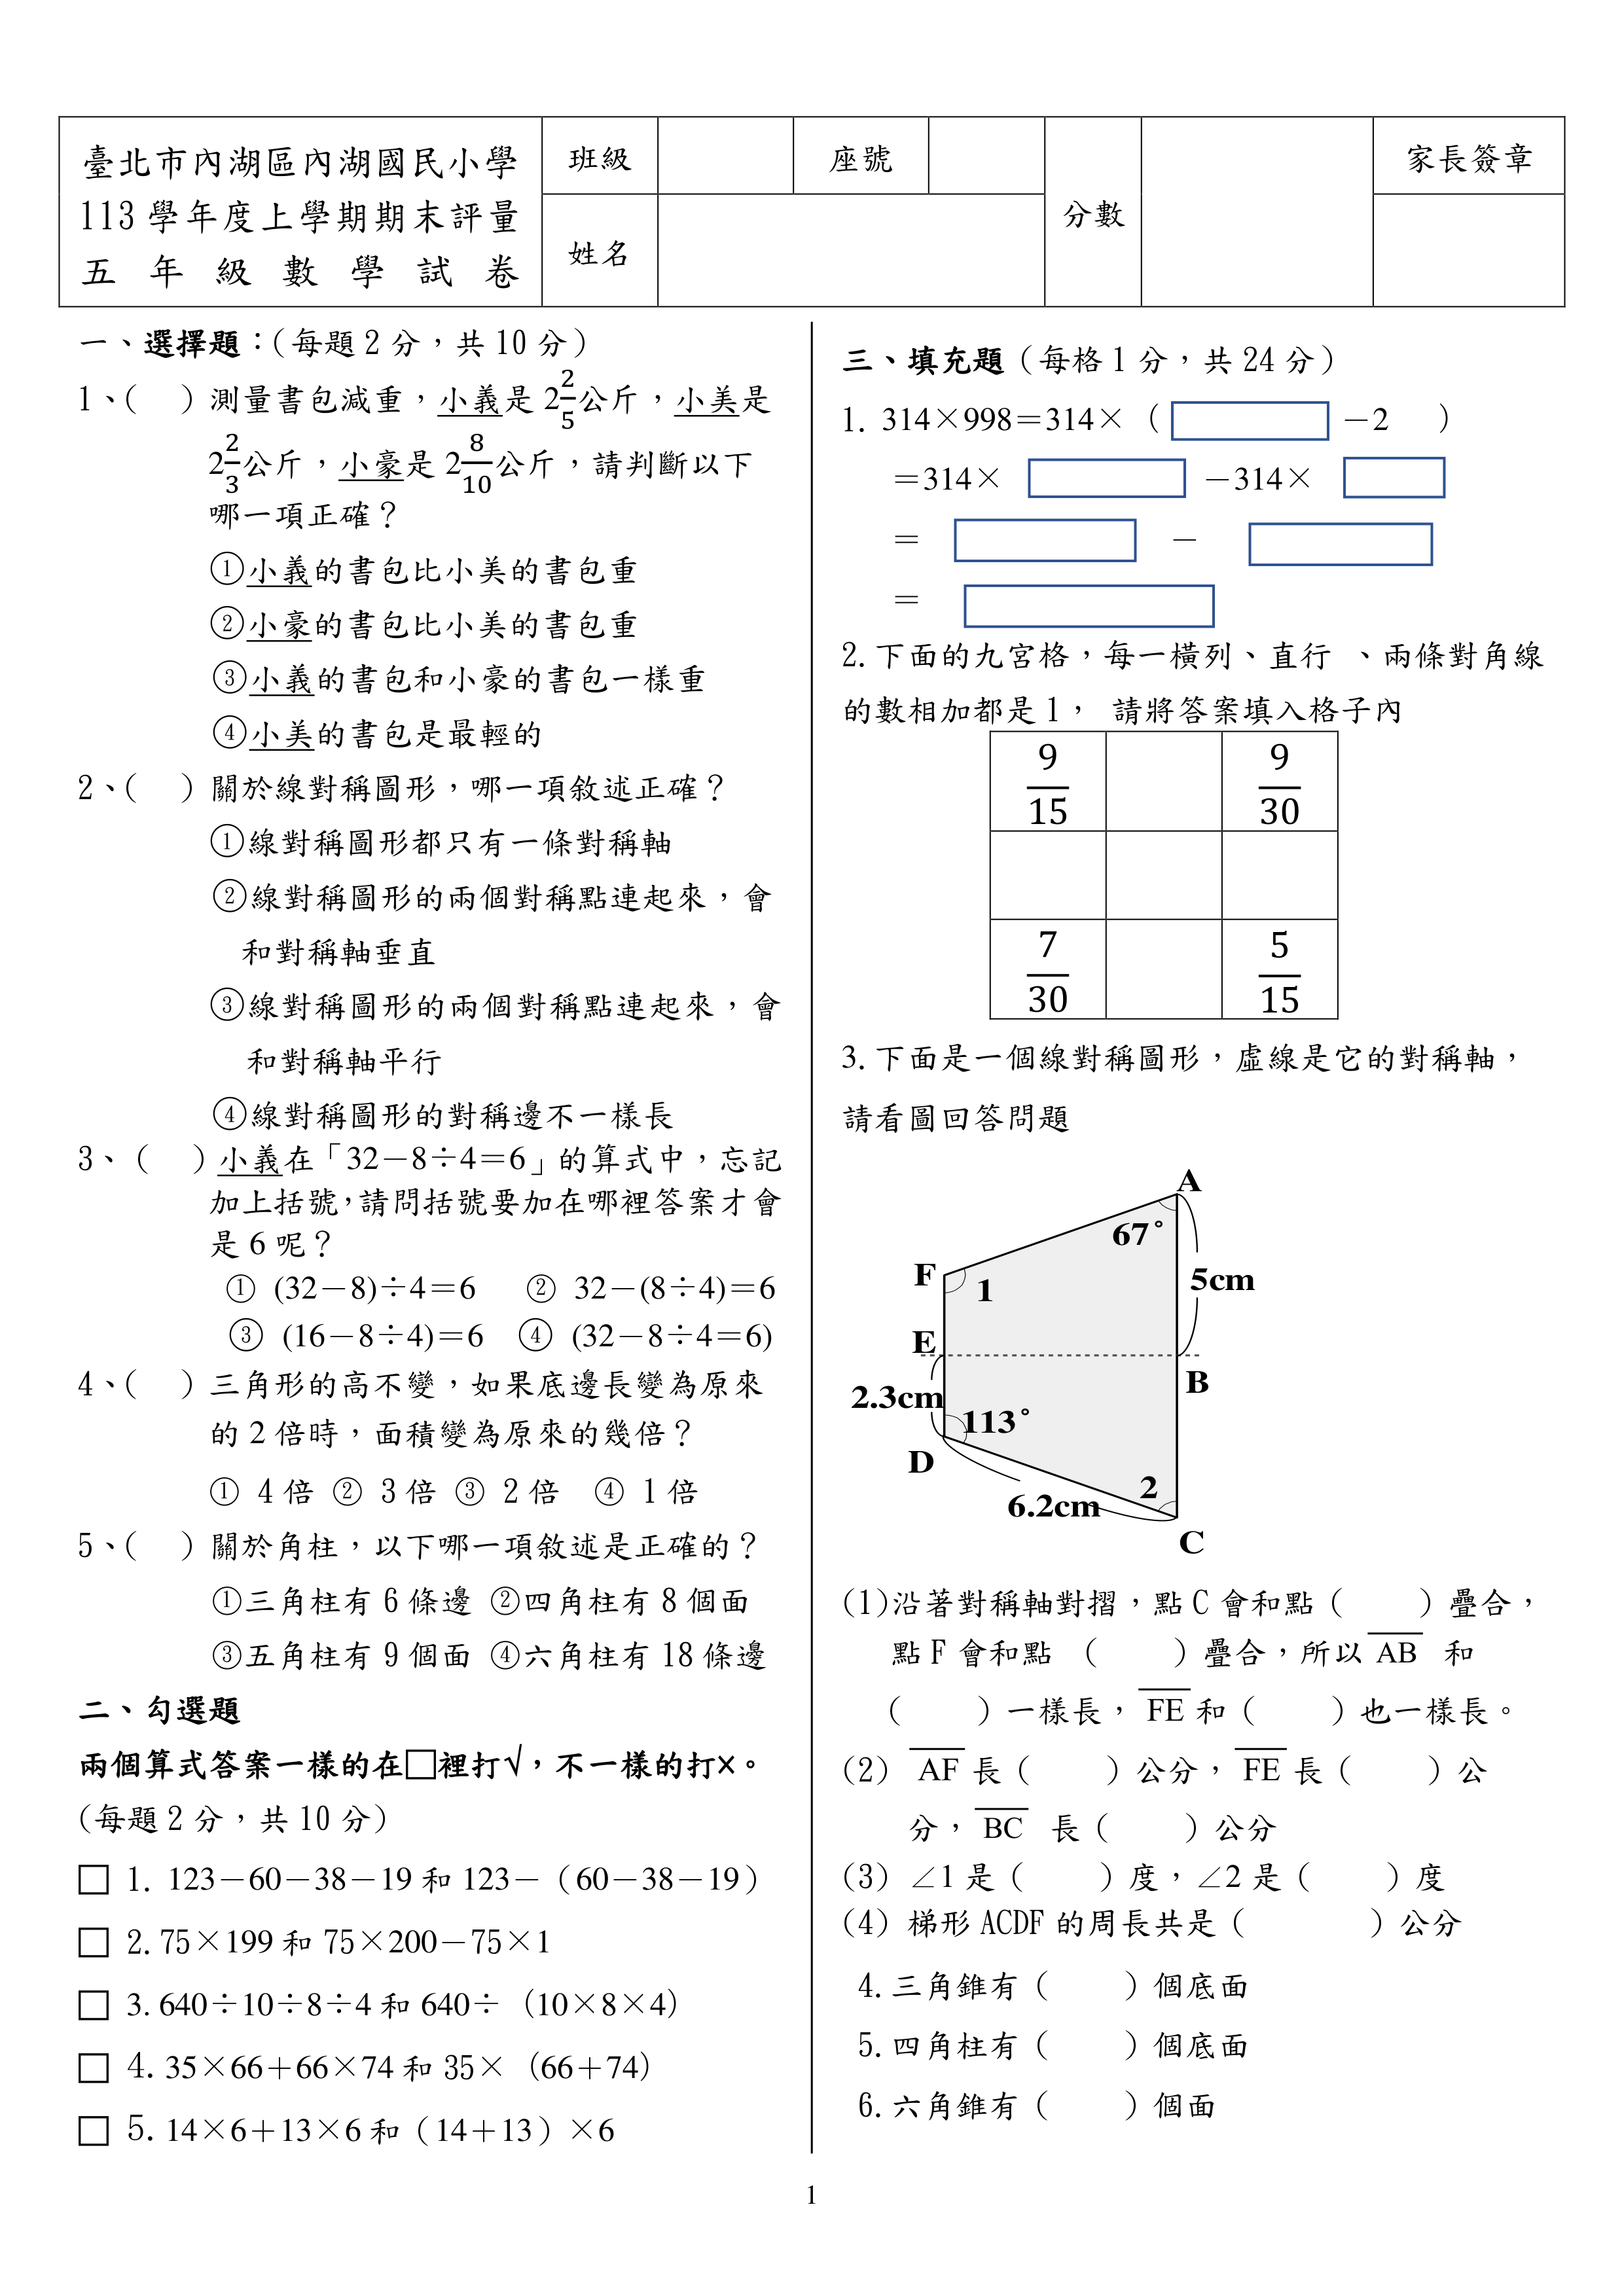 臺北市內湖區內湖國民小學
113 學年度上學期期末評量
五年級數學試卷
班級
座號
姓名
分數
家長簽章
一、選擇題：（每題 2 分，共 10 分）
1、（　）測量書包減重，小義是 2 2/5 公斤，小美是
2 2/3 公斤，小豪是 2 8/10 公斤，請判斷以下
哪一項正確？
①小義的書包比小美的書包重
②小豪的書包比小美的書包重
③小義的書包和小豪的書包一樣重
④小美的書包是最輕的
2、（　）關於線對稱圖形，哪一項敘述正確？
①線對稱圖形都只有一條對稱軸
②線對稱圖形的兩個對稱點連起來，會
和對稱軸垂直
③線對稱圖形的兩個對稱點連起來，會
和對稱軸平行
④線對稱圖形的對稱邊不一樣長
3、（　）小義在「32－8÷4＝6」的算式中，忘記
加上括號，請問括號要加在哪裡答案才會
是 6 呢？
① (32－8)÷4＝6　② 32－(8÷4)＝6
③ (16－8÷4)＝6　④ (32－8÷4＝6)
4、（　）三角形的高不變，如果底邊長變為原來
的 2 倍時，面積變為原來的幾倍？
① 4 倍 ② 3 倍 ③ 2 倍 ④ 1 倍
5、（　）關於角柱，以下哪一項敘述是正確的？
①三角柱有 6 條邊 ②四角柱有 8 個面
③五角柱有 9 個面 ④六角柱有 18 條邊
二、勾選題
兩個算式答案一樣的在□裡打√，不一樣的打×。
（每題 2 分，共 10 分）
□ 1. 123－60－38－19 和 123－（60－38－19）
□ 2. 75×199 和 75×200－75×1
□ 3. 640÷10÷8÷4 和 640÷（10×8×4）
□ 4. 35×66＋66×74 和 35×（66＋74）
□ 5. 14×6＋13×6 和（14＋13）×6
三、填充題（每格 1 分，共 24 分）
1. 314×998＝314×（□－2　）
＝314×□－314×□
＝□－□
＝□
2. 下面的九宮格，每一橫列、直行 、兩條對角線
的數相加都是 1， 請將答案填入格子內
9/15　9/30
7/30　5/15
3. 下面是一個線對稱圖形，虛線是它的對稱軸，
請看圖回答問題
A
67°
F
1
5cm
E
B
2.3cm
113°
D
2
6.2cm
C
(1)沿著對稱軸對摺，點 C 會和點（　）疊合，
點 F 會和點 （　）疊合，所以 A̅B̅ 和
（　）一樣長， F̅E̅ 和（　）也一樣長。
(2) A̅F̅ 長（　）公分， F̅E̅ 長（　）公
分， B̅C̅ 長（　）公分
(3) ∠1 是（　）度，∠2 是（　）度
(4) 梯形 ACDF 的周長共是（　）公分
4. 三角錐有（　）個底面
5. 四角柱有（　）個底面
6. 六角錐有（　）個面
1